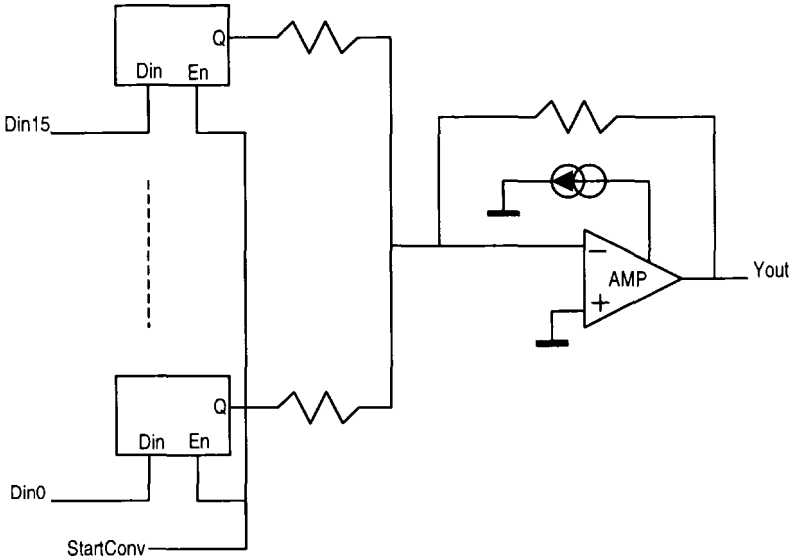 Q
Din En
Din15
AMP
Yout
Q
Din En
Din0
StartConv